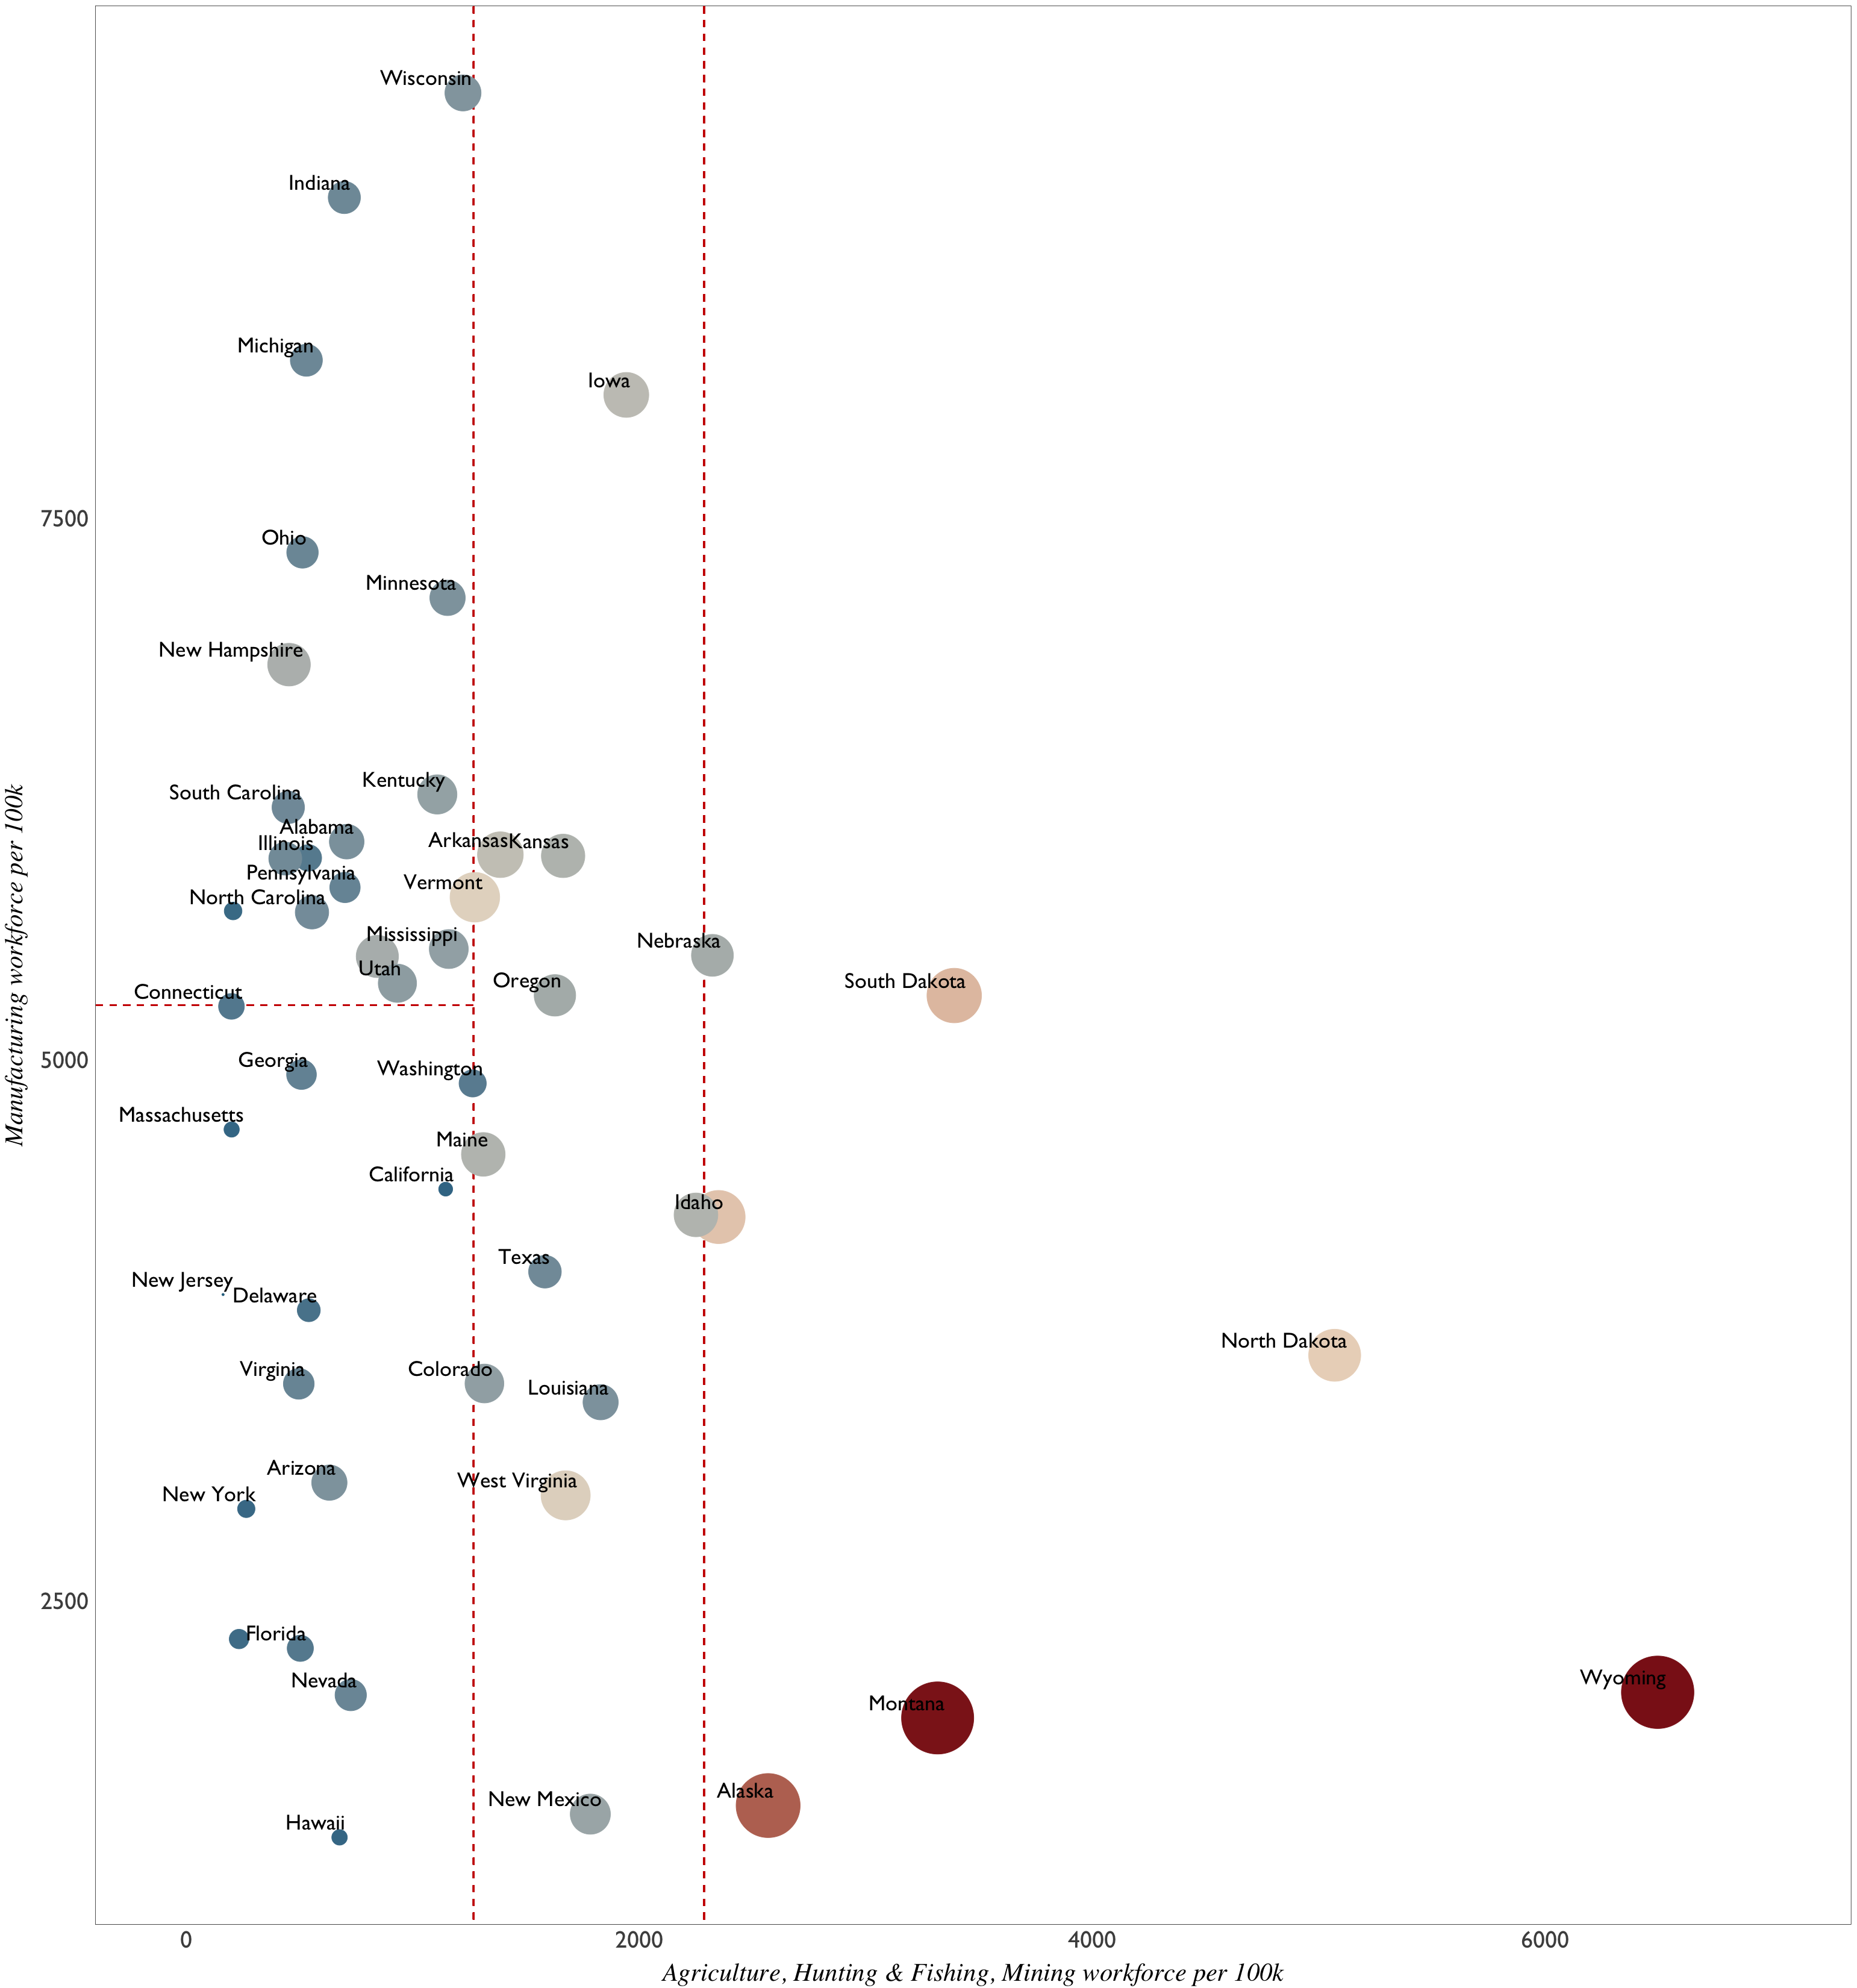 Wisconsin
Indiana
Michigan
Iowa
7500
Ohio
Minnesota
New Hampshire
Kentucky
South Carolina
Alabama
Illinois
Arkansas
Kansas
Pennsylvania
Vermont
North Carolina
Mississippi
Nebraska
Utah
Oregon
South Dakota
Connecticut
5000
Georgia
Washington
Massachusetts
Maine
California
Idaho
Texas
New Jersey
Delaware
North Dakota
Virginia
Colorado
Louisiana
Arizona
West Virginia
New York
2500
Florida
Nevada
Wyoming
Montana
Alaska
New Mexico
Hawaii
0 2000 4000 6000
Agriculture, Hunting & Fishing, Mining workforce per 100k
Manufacturing workforce per 100k